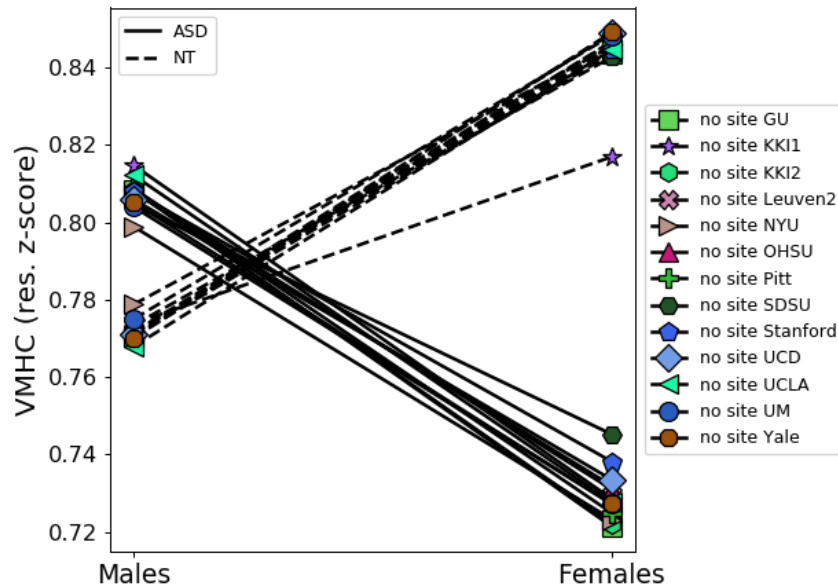 ASD
NT
0.84
0.82
0.80
0.78
0.76
0.74
0.72
VMHC (res. z-score)
Males
Females
no site GU
no site KKI1
no site KKI2
no site Leuven2
no site NYU
no site OHSU
no site Pitt
no site SDSU
no site Stanford
no site UCD
no site UCLA
no site UM
no site Yale